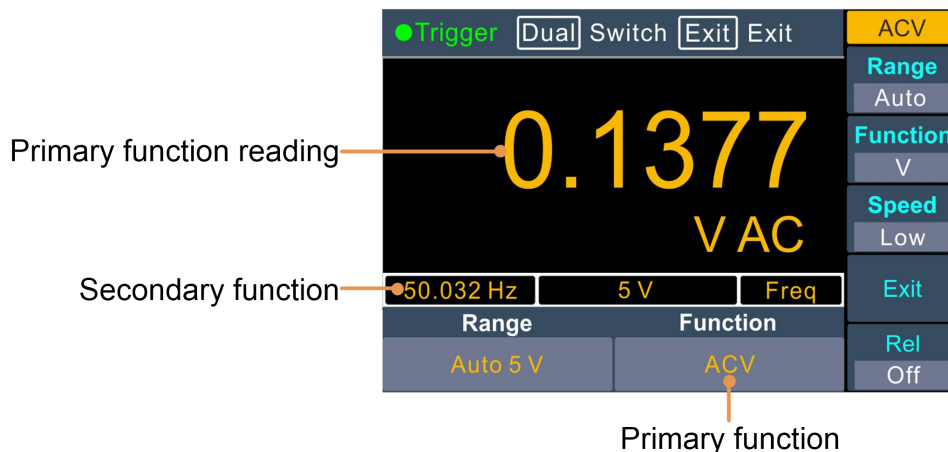 Trigger Dual Switch Exit Exit
ACV
Range
Auto
Function
V
Speed
Low
Exit
Rel
Off
Primary function reading
0.1377
V AC
Secondary function
50.032 Hz 5 V Freq
Range Function
Auto 5 V ACV
Primary function